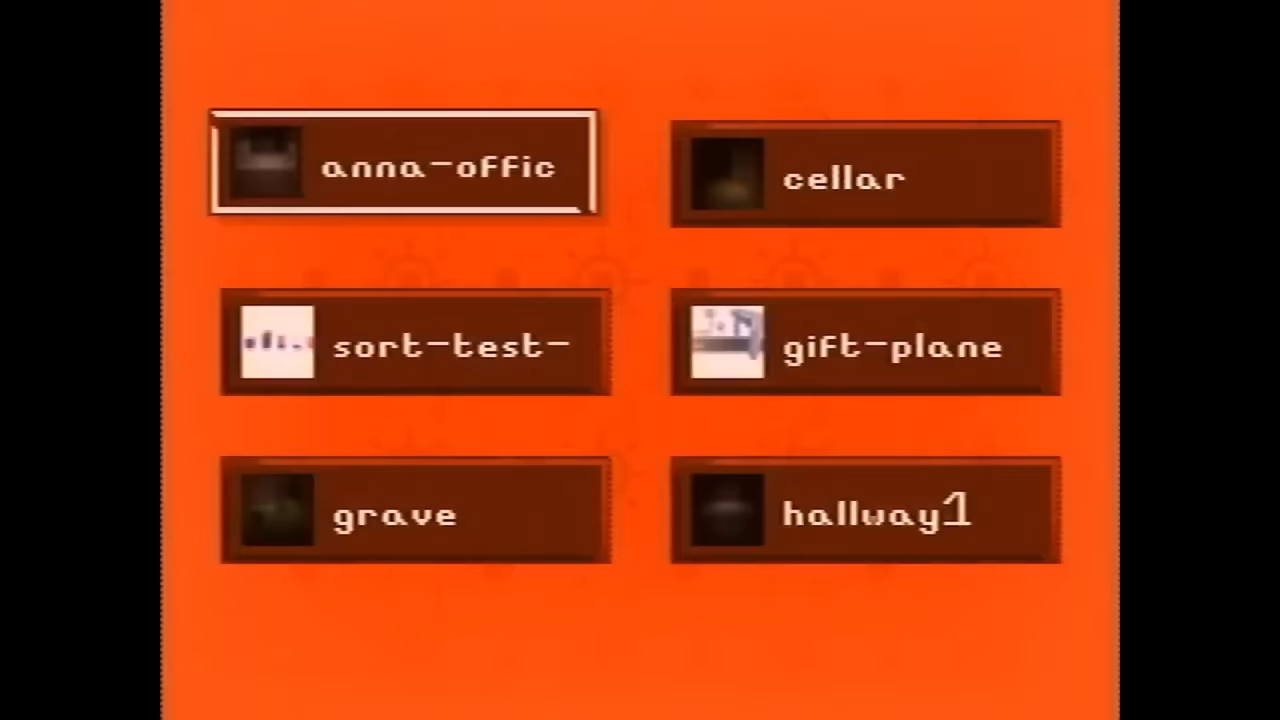 anna-offic
cellar
sort-test-
gift-plane
grave
hallway1